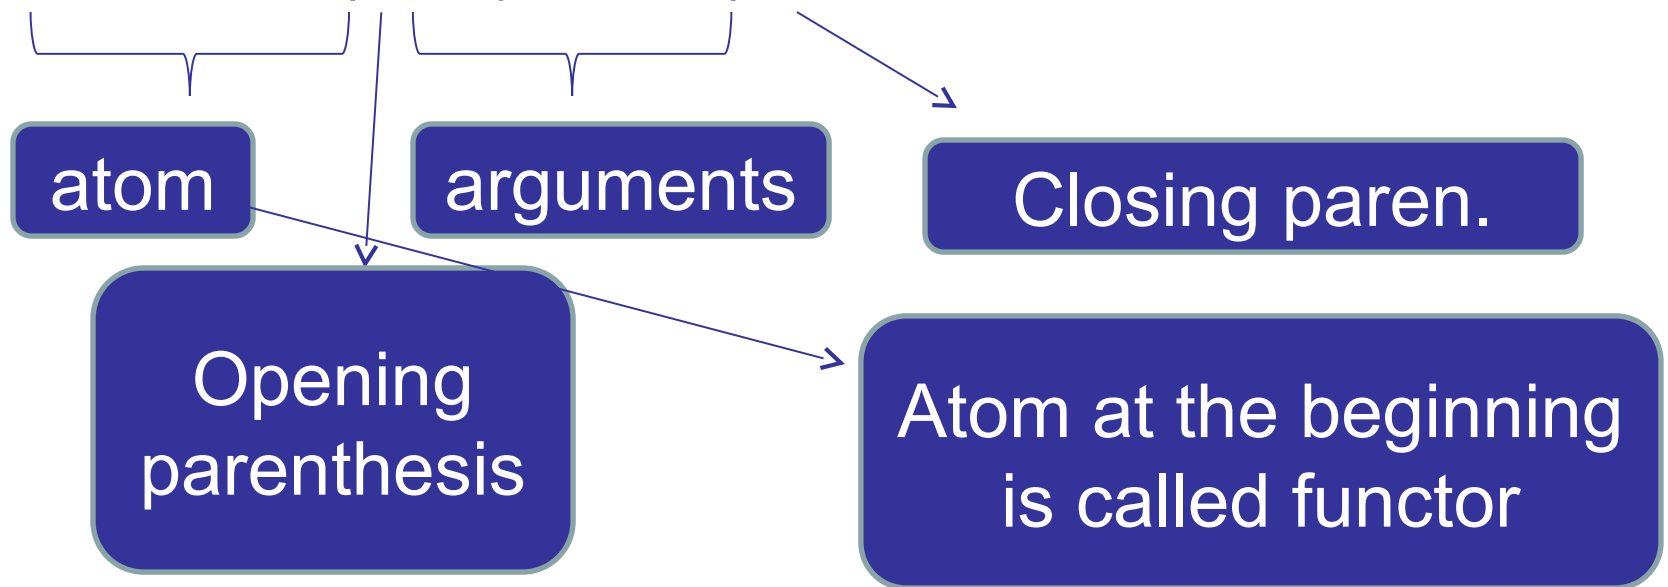 atom
arguments
Closing paren.
Opening
parenthesis
Atom at the beginning
is called functor